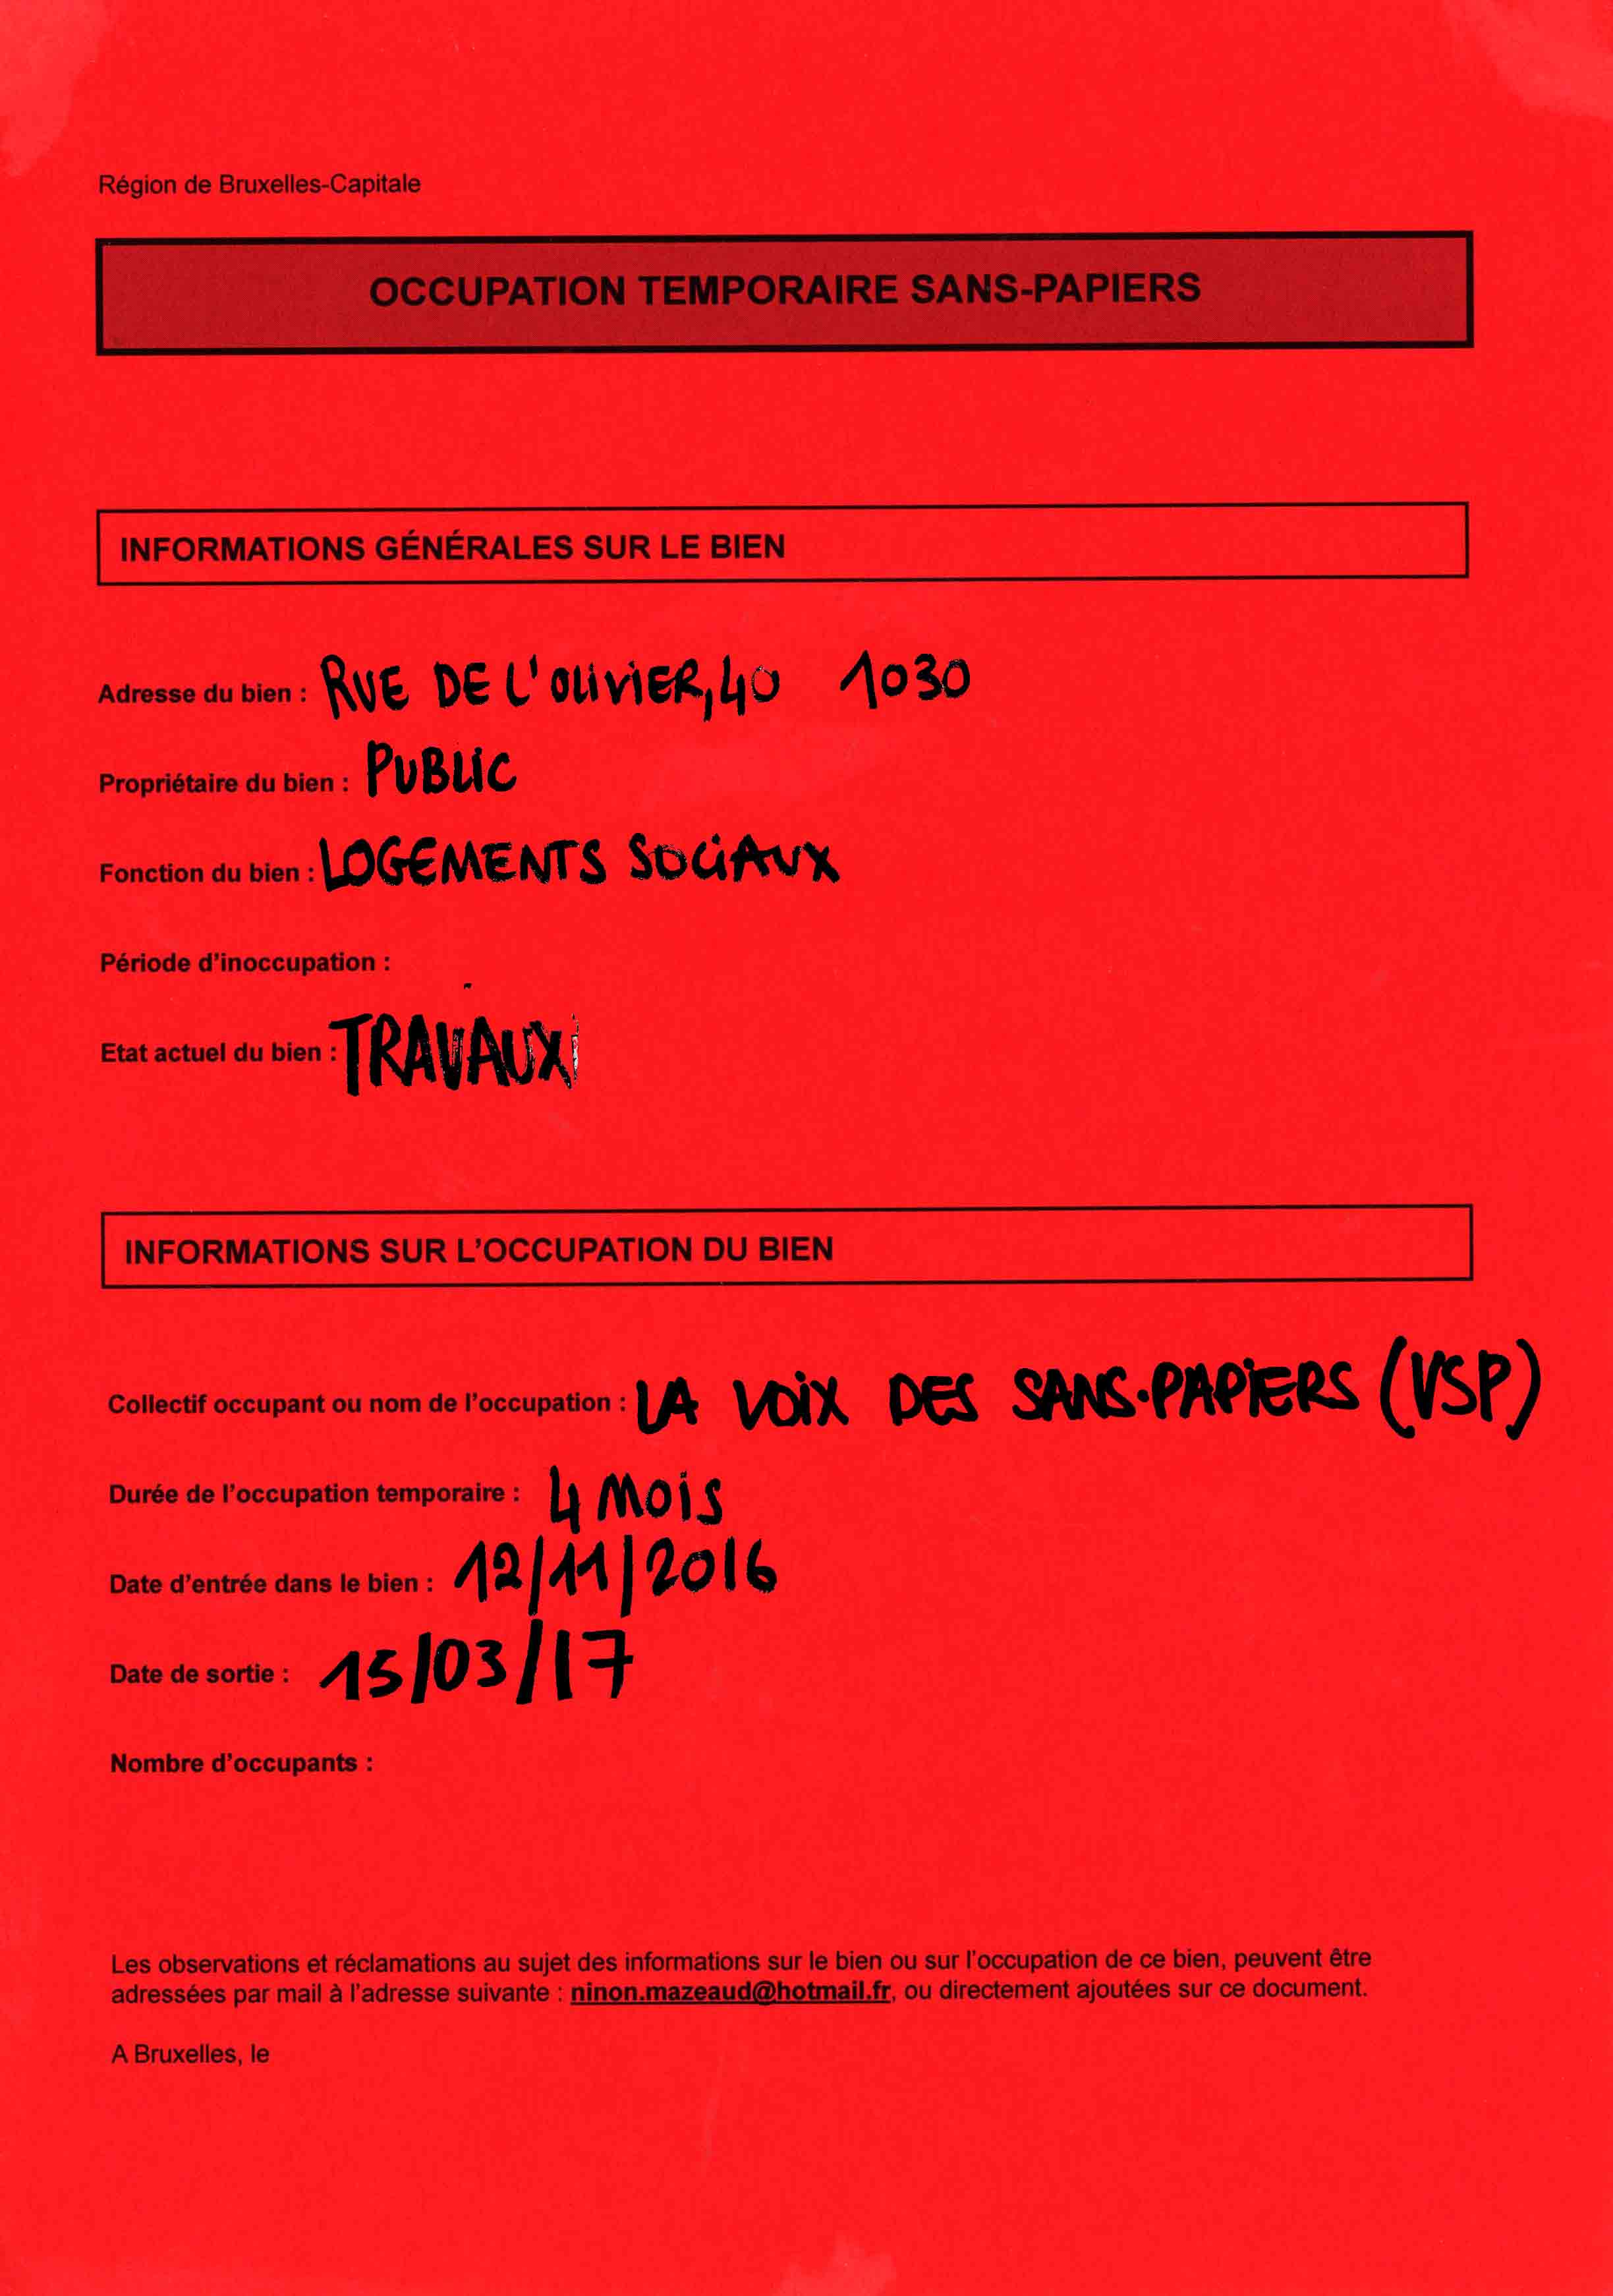 Région de Bruxelles-Capitale
OCCUPATION TEMPORAIRE SANS-PAPIERS
INFORMATIONS GÉNÉRALES SUR LE BIEN
Adresse du bien : RUE DE L'OLIVIER, 40 1030
Propriétaire du bien : PUBLIC
Fonction du bien : LOGEMENTS SOCIAUX
Période d'inoccupation :
Etat actuel du bien : TRAVAUX
INFORMATIONS SUR L'OCCUPATION DU BIEN
Collectif occupant ou nom de l'occupation : LA VOIX DES SANS-PAPIERS (VSP)
Durée de l'occupation temporaire : 4 MOIS
Date d'entrée dans le bien : 12/11/2016
Date de sortie : 15/03/17
Nombre d'occupants :
Les observations et réclamations au sujet des informations sur le bien ou sur l'occupation de ce bien, peuvent être
adressées par mail à l'adresse suivante : ninon.mazeaud@hotmail.fr, ou directement ajoutées sur ce document.
A Bruxelles, le